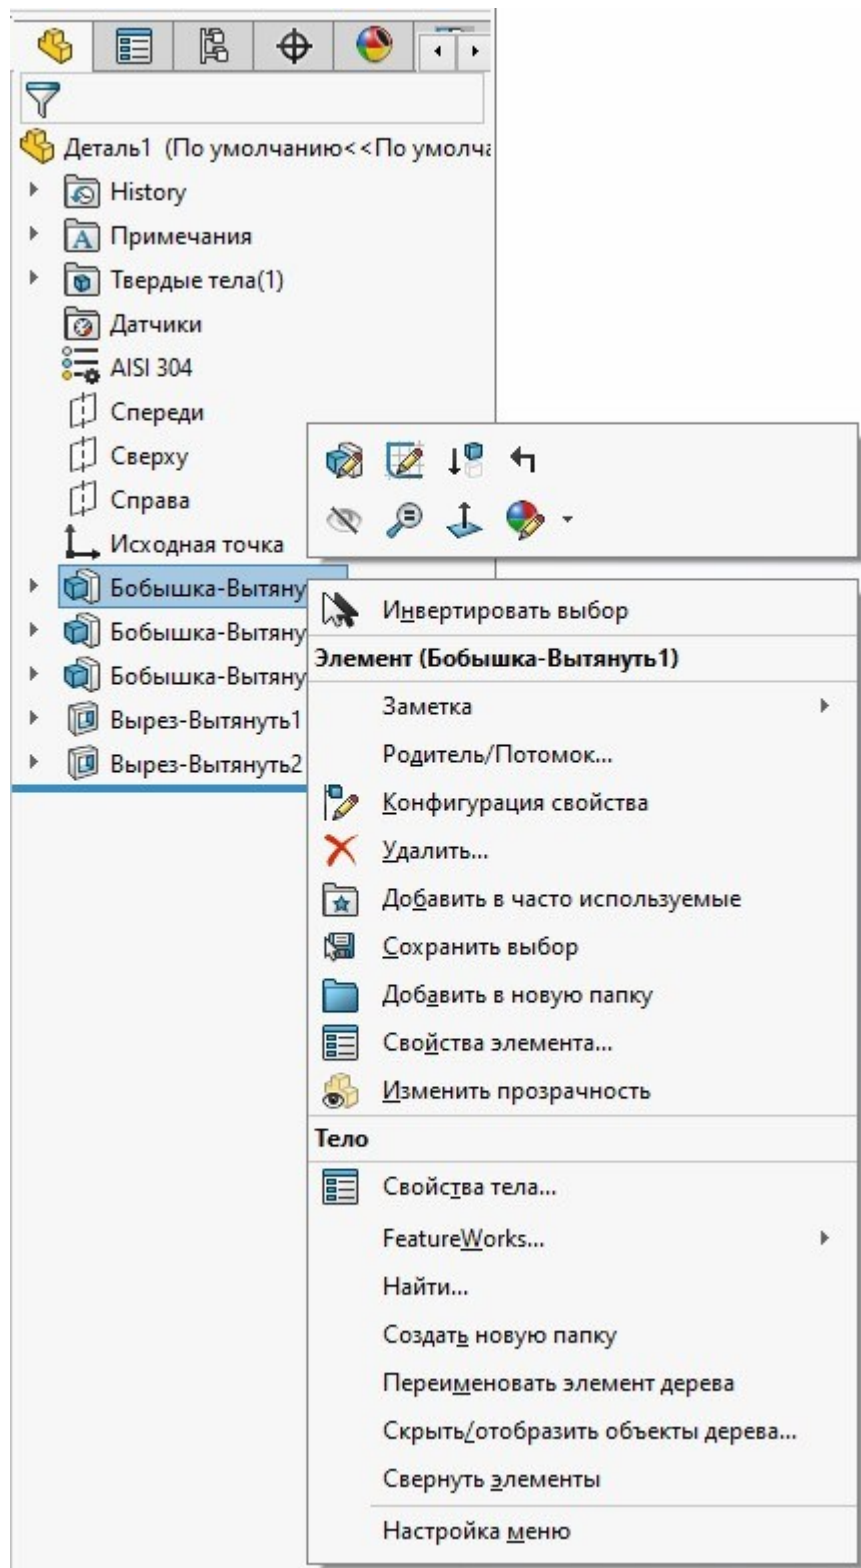 Деталь1 (По умолчанию<<По умолча
History
Примечания
Твердые тела(1)
Датчики
AISI 304
Спереди
Сверху
Справа
Исходная точка
Бобышка-Вытяну
Бобышка-Вытяну
Бобышка-Вытяну
Вырез-Вытянуть1
Вырез-Вытянуть2
Инвертировать выбор
Элемент (Бобышка-Вытянуть1)
Заметка
Родитель/Потомок...
Конфигурация свойства
Удалить...
Добавить в часто используемые
Сохранить выбор
Добавить в новую папку
Свойства элемента...
Изменить прозрачность
Тело
Свойства тела...
FeatureWorks...
Найти...
Создать новую папку
Переименовать элемент дерева
Скрыть/отобразить объекты дерева...
Свернуть элементы
Настройка меню